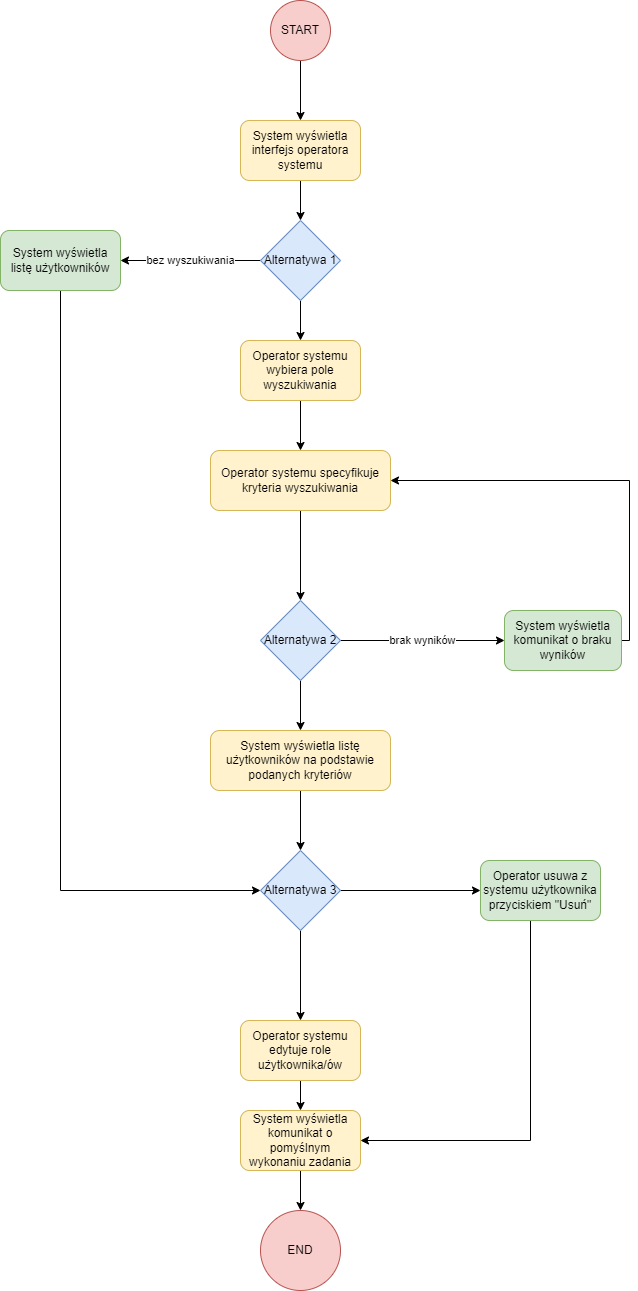 START
System wyświetla
interfejs operatora
systemu
System wyświetla
listę użytkowników
bez wyszukiwania
Alternatywa 1
Operator systemu
wybiera pole
wyszukiwania
Operator systemu specyfikuje
kryteria wyszukiwania
Alternatywa 2
brak wyników
System wyświetla
komunikat o braku
wyników
System wyświetla listę
użytkowników na podstawie
podanych kryteriów
Alternatywa 3
Operator usuwa z
systemu użytkownika
przyciskiem "Usuń"
Operator systemu
edytuje role
użytkownika/ów
System wyświetla
komunikat o
pomyślnym
wykonaniu zadania
END